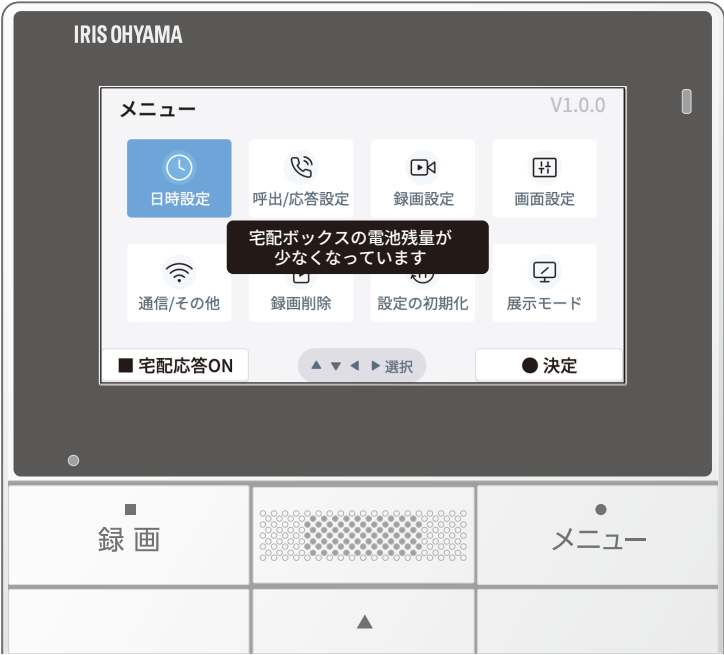 IRIS OHYAMA
メニュー
V1.0.0
日時設定
呼出/応答設定
録画設定
画面設定
宅配ボックスの電池残量が
少なくなっています
通信/その他
録画削除
設定の初期化
展示モード
■ 宅配応答ON
▲ ▼ ◀ ▶ 選択
● 決定
■
録画
●
メニュー
▲